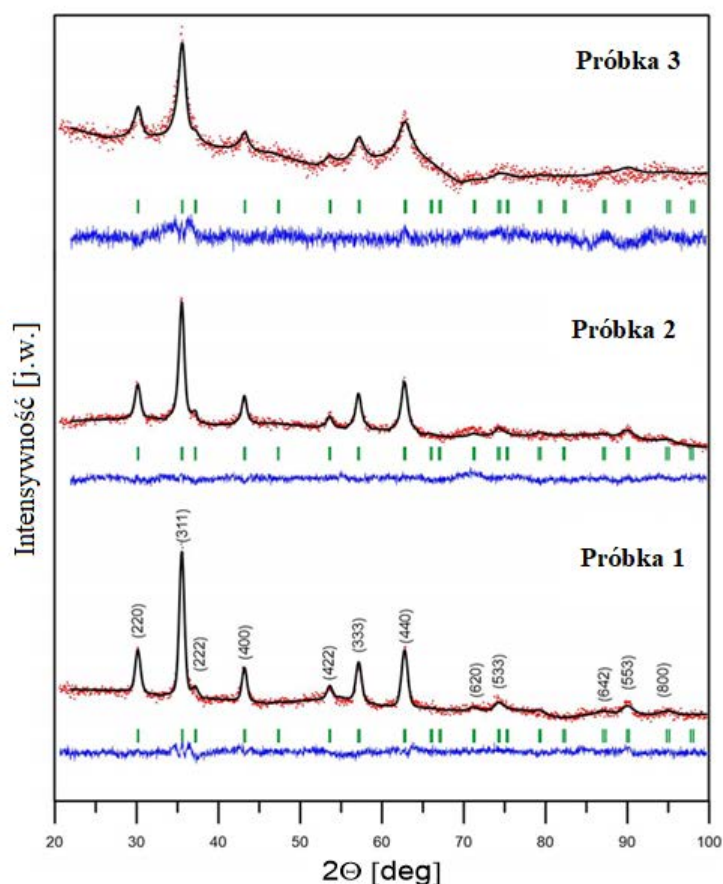 Próbka 3
Próbka 2
Próbka 1
Intensywność [j.w.]
(220)
(311)
(222)
(400)
(422)
(333)
(440)
(620)
(533)
(642)
(553)
(800)
20 30 40 50 60 70 80 90 100
2Θ [deg]